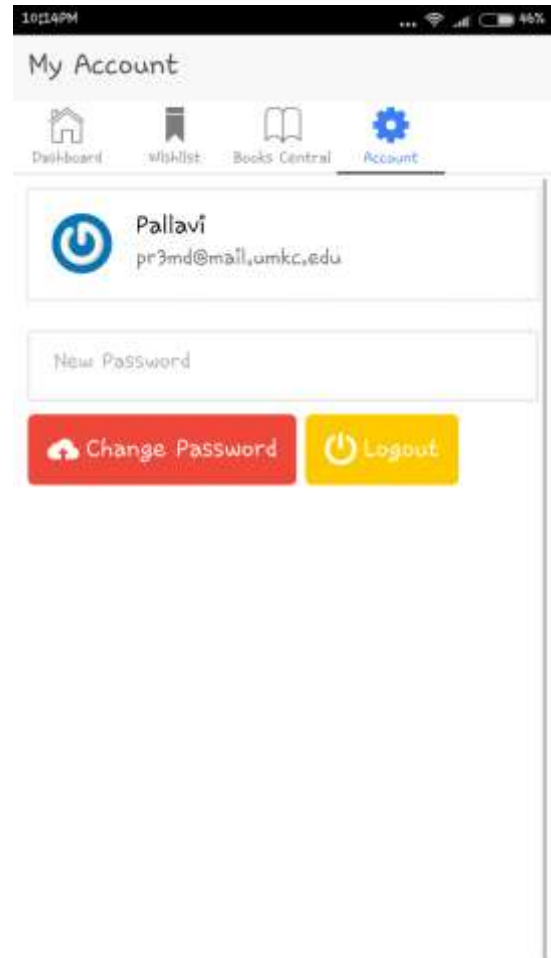 10:14PM ... 46%
My Account
Dashboard Wishlist Books Central Account
Pallavi
pr3md@mail.umkc.edu
New Password
Change Password Logout